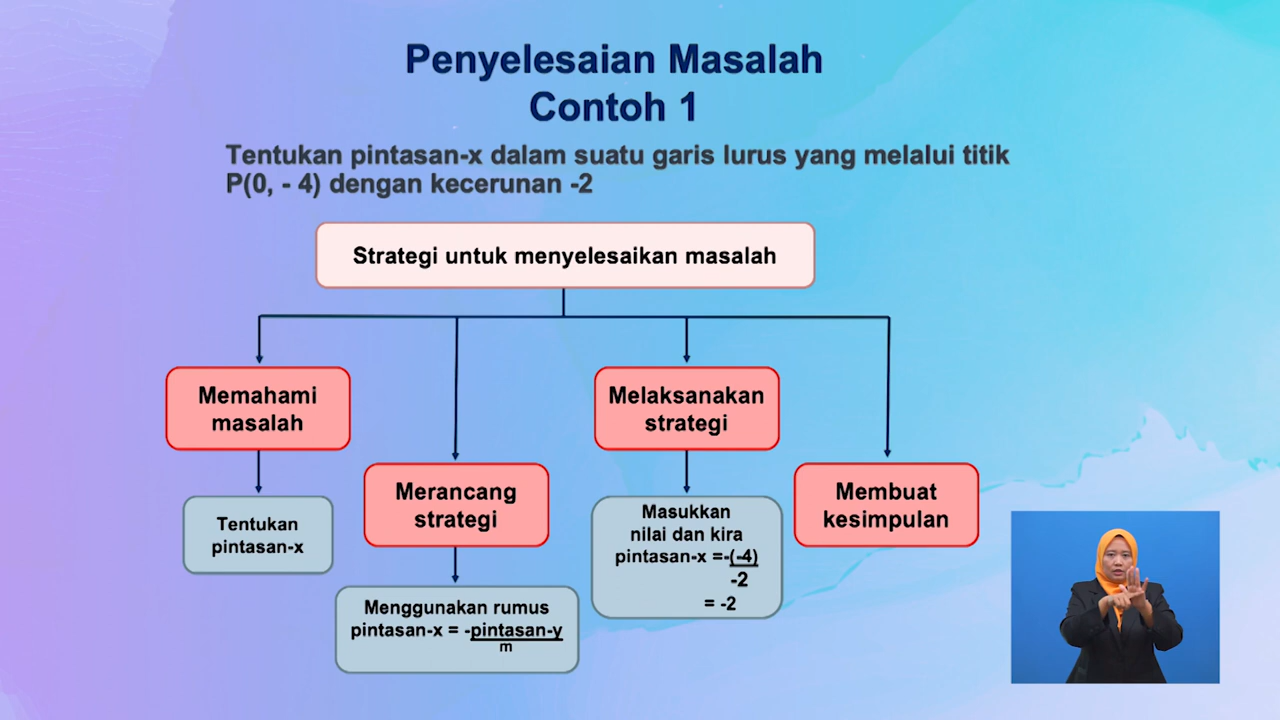 Penyelesaian Masalah
Contoh 1
Tentukan pintasan-x dalam suatu garis lurus yang melalui titik
P(0, - 4) dengan kecerunan -2
Strategi untuk menyelesaikan masalah
Memahami
masalah
Tentukan
pintasan-x
Merancang
strategi
Menggunakan rumus
pintasan-x = -pintasan-y
m
Melaksanakan
strategi
Masukkan
nilai dan kira
pintasan-x =-(-4)
-2
= -2
Membuat
kesimpulan